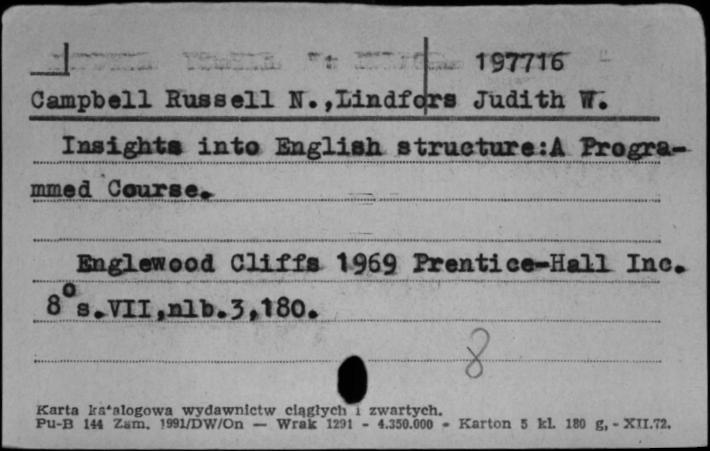 197716
Campbell Russell N.,Lindfors Judith W.
Insights into English structure:A Progra-
mmed Course.
Englewood Cliffs 1969 Prentice-Hall Inc.
8° s.VII,nlb.3,180.
8
Karta katalogowa wydawnictw ciągłych i zwartych.
Pu-B 144 Zam. 1991/DW/On — Wrak 1291 - 4.350.000 - Karton 5 kl. 180 g, - XII.72.